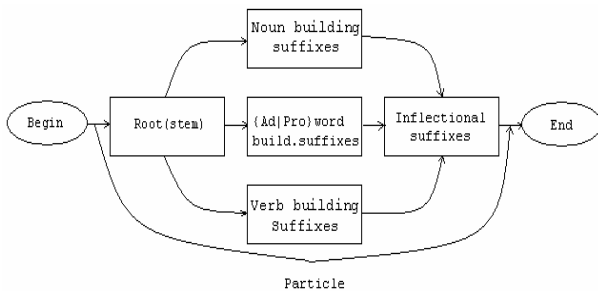 Noun building
suffixes
Begin
Root(stem)
{Ad|Pro}word
build.suffixes
Inflectional
suffixes
End
Verb building
Suffixes
Particle